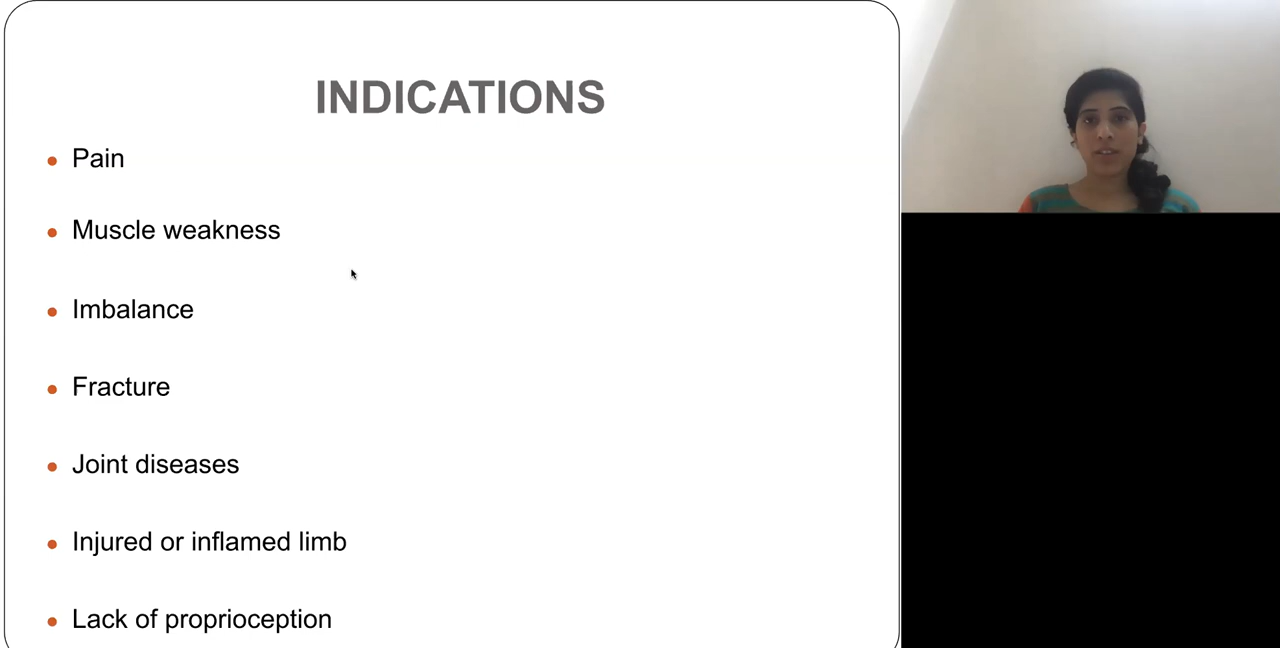 INDICATIONS
Pain
Muscle weakness
Imbalance
Fracture
Joint diseases
Injured or inflamed limb
Lack of proprioception